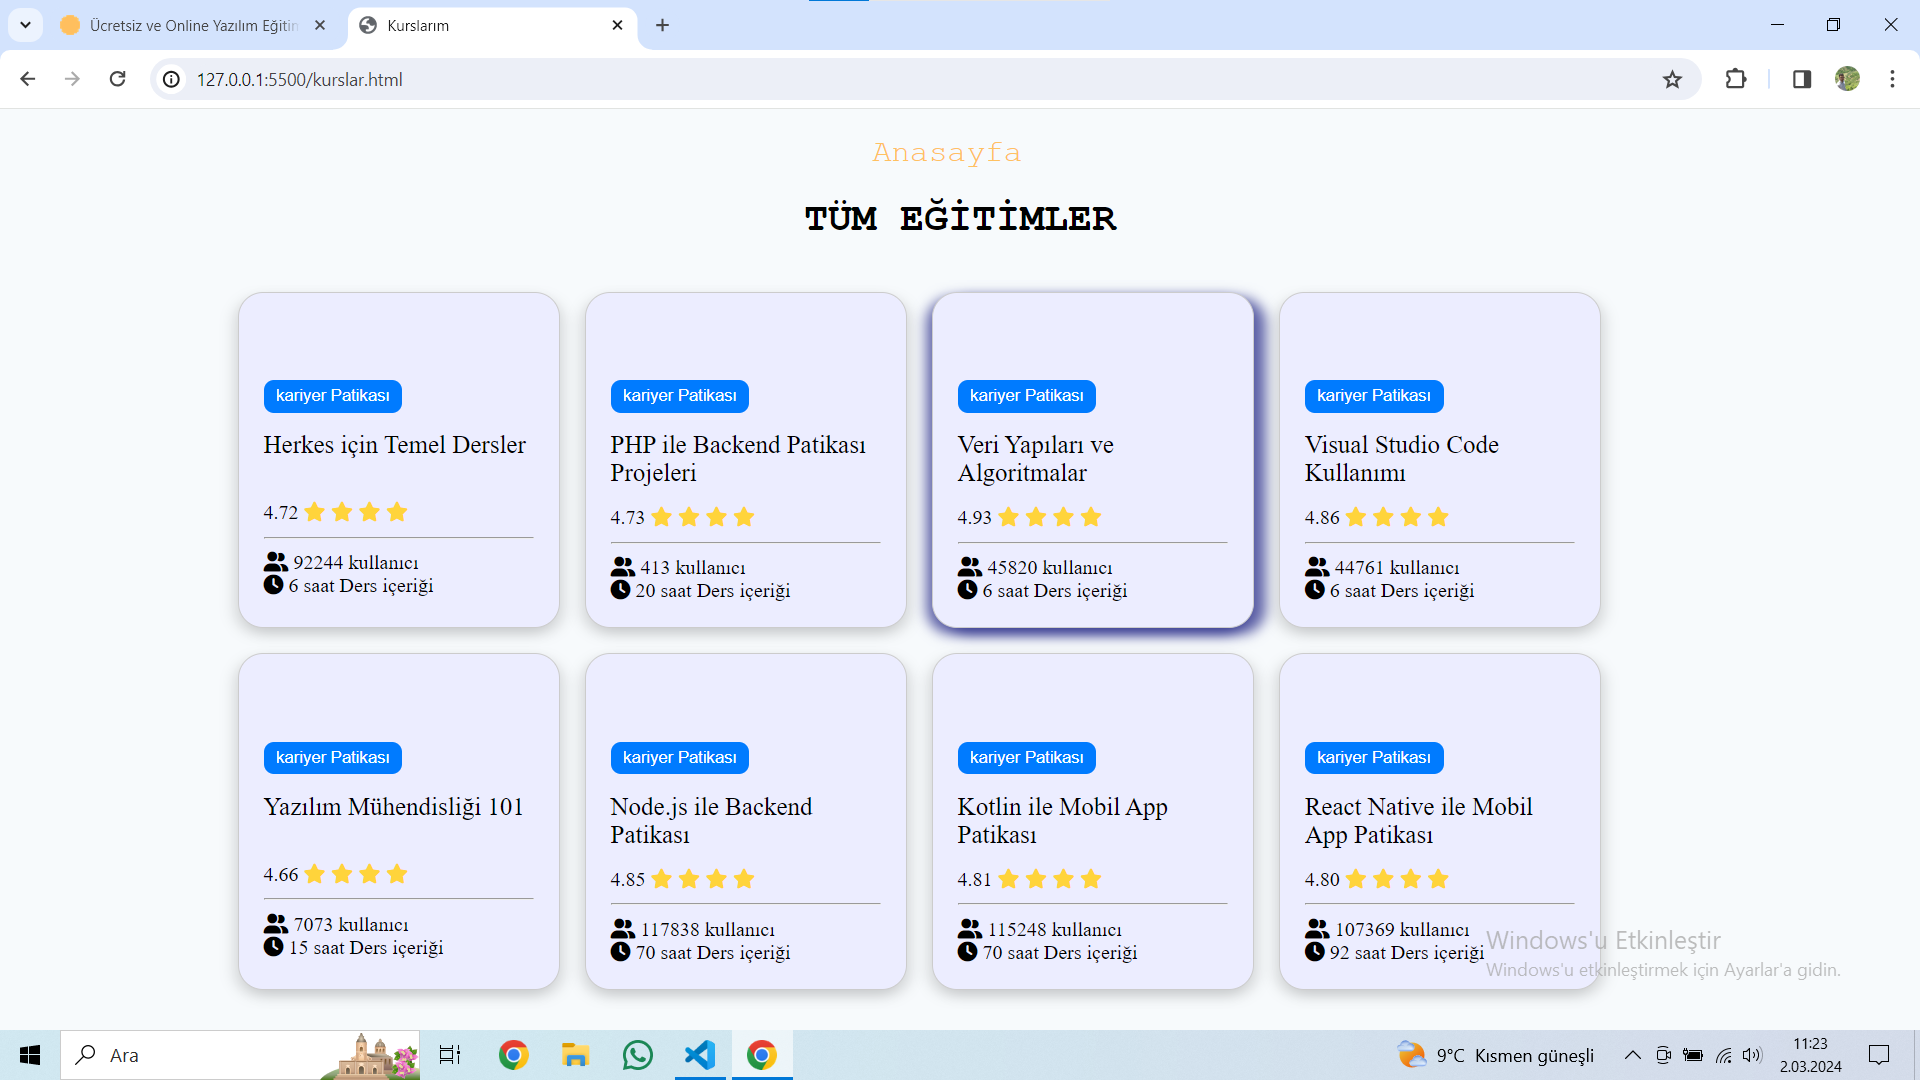 Ücretsiz ve Online Yazılım Eğitin
Kurslarım
127.0.0.1:5500/kurslar.html
Anasayfa
TÜM EĞİTİMLER
kariyer Patikası
Herkes için Temel Dersler
4.72
92244 kullanıcı
6 saat Ders içeriği
kariyer Patikası
PHP ile Backend Patikası
Projeleri
4.73
413 kullanıcı
20 saat Ders içeriği
kariyer Patikası
Veri Yapıları ve
Algoritmalar
4.93
45820 kullanıcı
6 saat Ders içeriği
kariyer Patikası
Visual Studio Code
Kullanımı
4.86
44761 kullanıcı
6 saat Ders içeriği
kariyer Patikası
Yazılım Mühendisliği 101
4.66
7073 kullanıcı
15 saat Ders içeriği
kariyer Patikası
Node.js ile Backend
Patikası
4.85
117838 kullanıcı
70 saat Ders içeriği
kariyer Patikası
Kotlin ile Mobil App
Patikası
4.81
115248 kullanıcı
70 saat Ders içeriği
kariyer Patikası
React Native ile Mobil
App Patikası
4.80
107369 kullanıcı
92 saat Ders içeriği
Windows'u Etkinleştir
Windows'u etkinleştirmek için Ayarlar'a gidin.
Ara
9°C Kısmen güneşli
11:23
2.03.2024